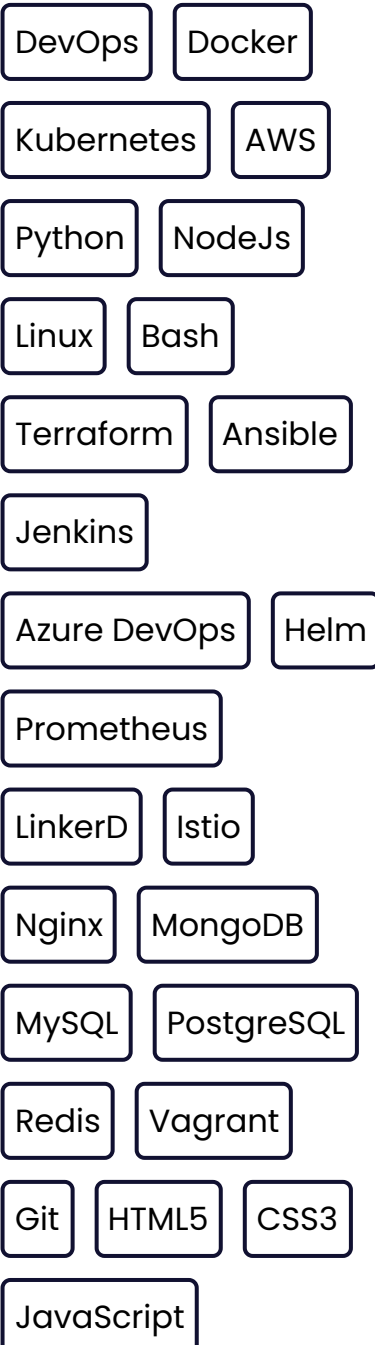 DevOps Docker
Kubernetes AWS
Python NodeJs
Linux Bash
Terraform Ansible
Jenkins
Azure DevOps Helm
Prometheus
LinkerD Istio
Nginx MongoDB
MySQL PostgreSQL
Redis Vagrant
Git HTML5 CSS3
JavaScript